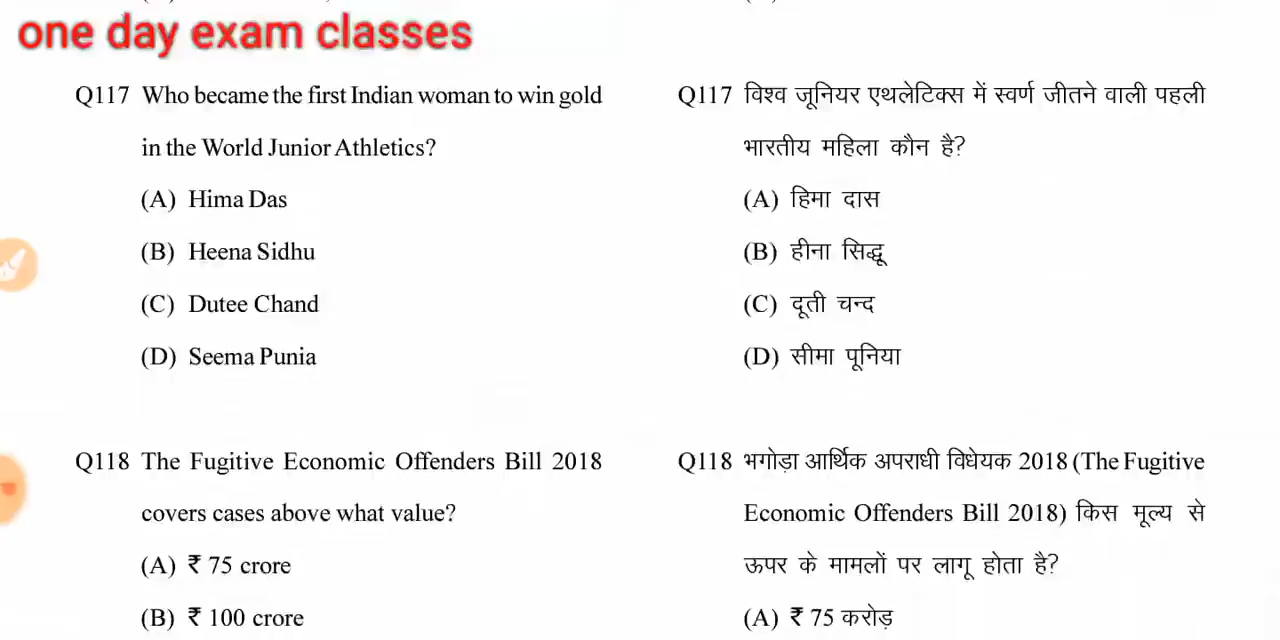 one day exam classes
Q117 Who became the first Indian woman to win gold
in the World Junior Athletics?
(A) Hima Das
(B) Heena Sidhu
(C) Dutee Chand
(D) Seema Punia
Q118 The Fugitive Economic Offenders Bill 2018
covers cases above what value?
(A) ₹ 75 crore
(B) ₹ 100 crore
Q117 विश्व जूनियर एथलेटिक्स में स्वर्ण जीतने वाली पहली
भारतीय महिला कौन है?
(A) हिमा दास
(B) हीना सिद्धू
(C) दूती चन्द
(D) सीमा पूनिया
Q118 भगोड़ा आर्थिक अपराधी विधेयक 2018 (The Fugitive
Economic Offenders Bill 2018) किस मूल्य से
ऊपर के मामलों पर लागू होता है?
(A) ₹ 75 करोड़